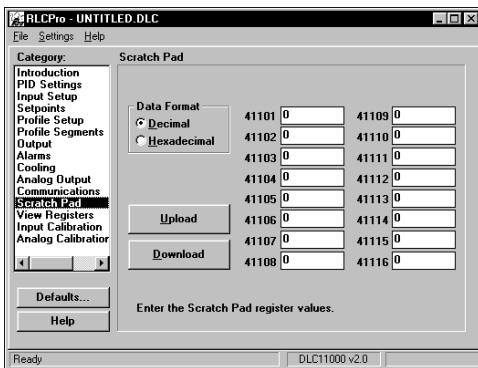 RLCPro - UNTITLED.DLC
File Settings Help
Category:
Introduction
PID Settings
Input Setup
Setpoints
Profile Setup
Profile Segments
Output
Alarms
Cooling
Analog Output
Communications
Scratch Pad
View Registers
Input Calibration
Analog Calibration
Defaults...
Help
Scratch Pad
Data Format
Decimal
Hexadecimal
Upload
Download
41101 0
41102 0
41103 0
41104 0
41105 0
41106 0
41107 0
41108 0
41109 0
41110 0
41111 0
41112 0
41113 0
41114 0
41115 0
41116 0
Enter the Scratch Pad register values.
Ready
DLC11000 v2.0